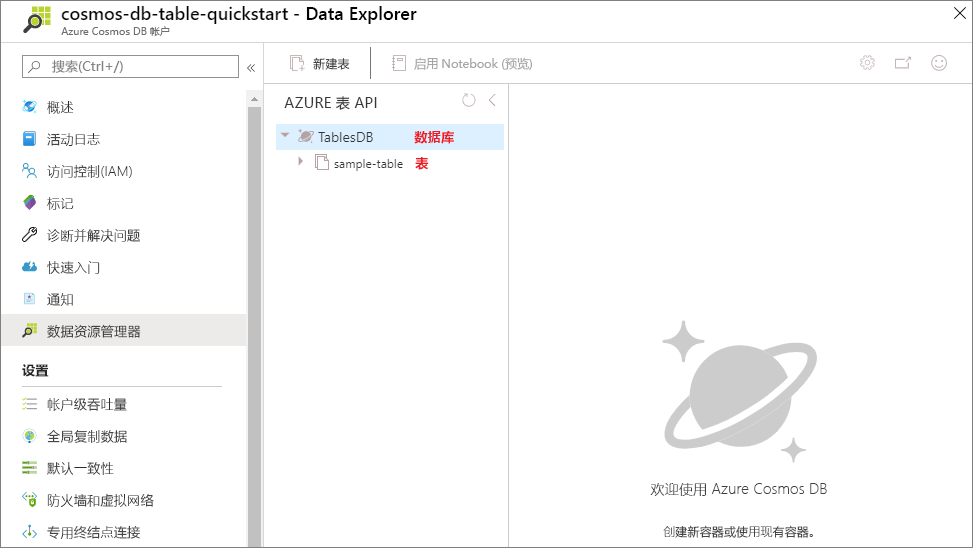 cosmos-db-table-quickstart - Data Explorer
Azure Cosmos DB 帐户
搜索(Ctrl+/)
概述
活动日志
访问控制(IAM)
标记
诊断并解决问题
快速入门
通知
数据资源管理器
设置
帐户级吞吐量
全局复制数据
默认一致性
防火墙和虚拟网络
专用终结点连接
新建表
启用 Notebook (预览)
AZURE 表 API
TablesDB 数据库
sample-table 表
欢迎使用 Azure Cosmos DB
创建新容器或使用现有容器。